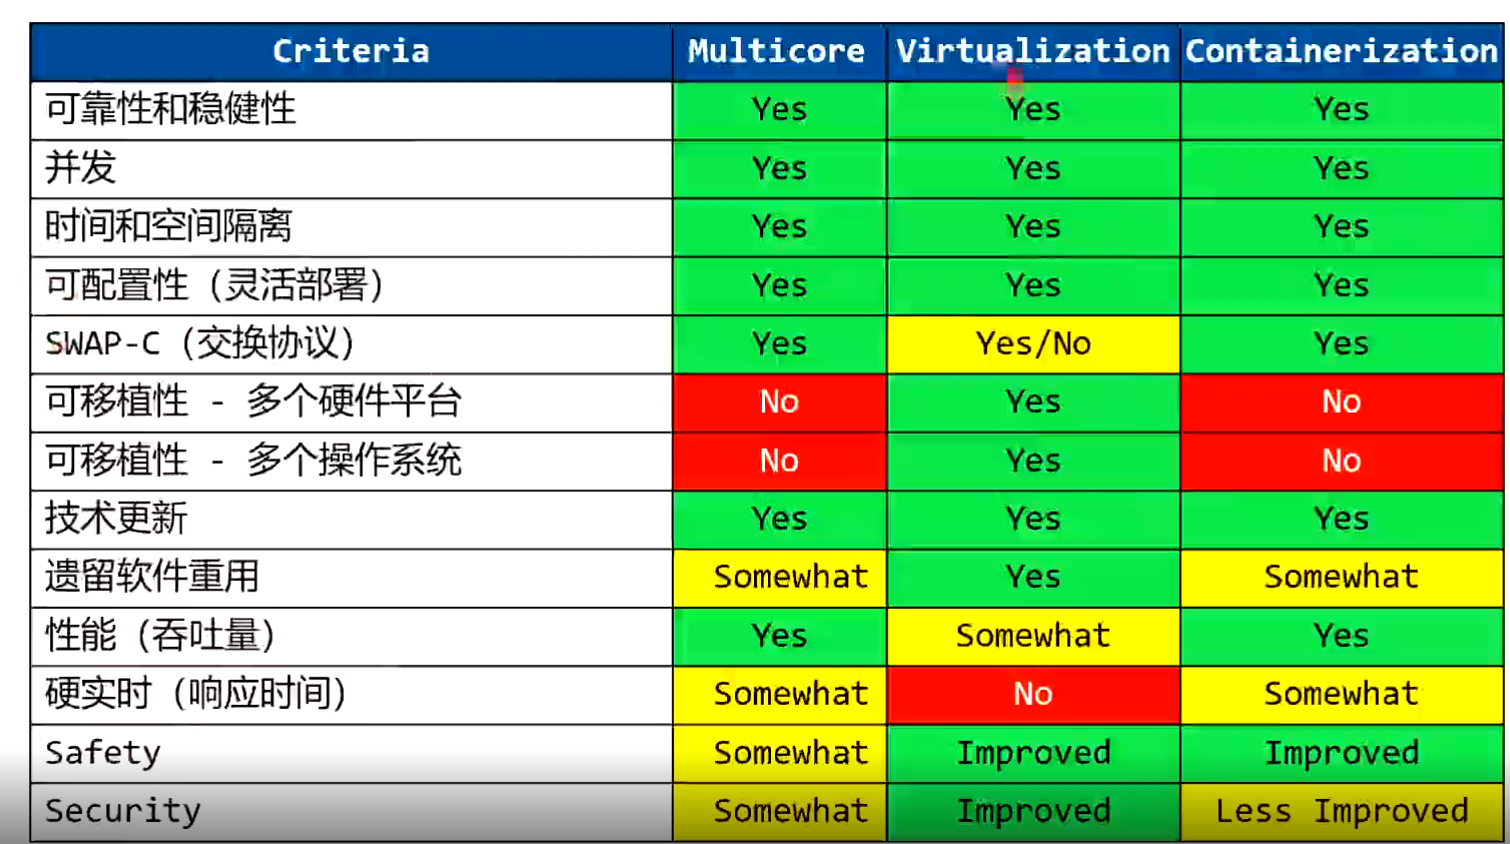 Criteria Multicore Virtualization Containerization
可靠性和稳健性 Yes Yes Yes
并发 Yes Yes Yes
时间和空间隔离 Yes Yes Yes
可配置性（灵活部署） Yes Yes Yes
SWAP-C（交换协议） Yes Yes/No Yes
可移植性 - 多个硬件平台 No Yes No
可移植性 - 多个操作系统 No Yes No
技术更新 Yes Yes Yes
遗留软件重用 Somewhat Yes Somewhat
性能（吞吐量） Yes Somewhat Yes
硬实时（响应时间） Somewhat No Somewhat
Safety Somewhat Improved Improved
Security Somewhat Improved Less Improved